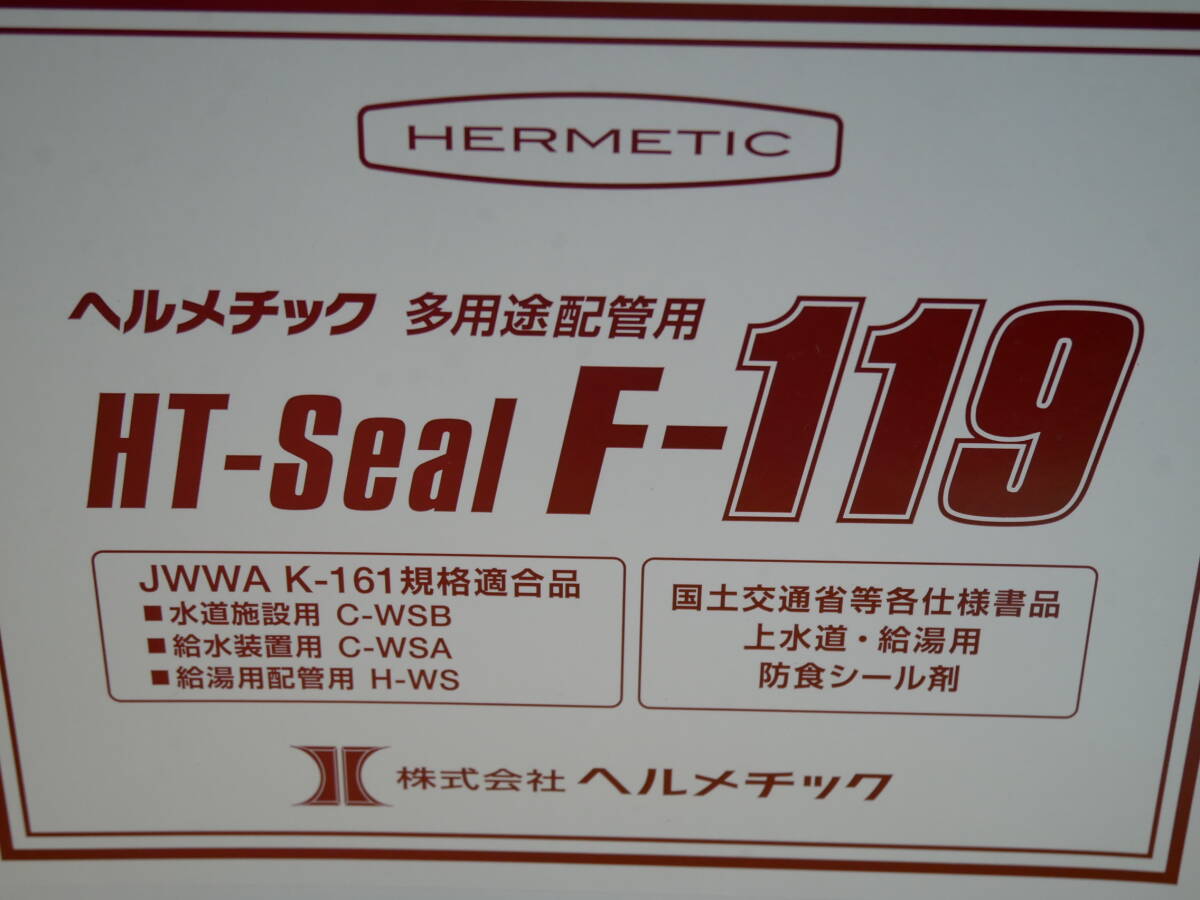 HERMETIC
ヘルメチック 多用途配管用
HT-Seal F-119
JWWA K-161規格適合品
■水道施設用 C-WSB
■給水装置用 C-WSA
■給湯用配管用 H-WS
国土交通省等各仕様書品
上水道・給湯用
防食シール剤
株式会社 ヘルメチック